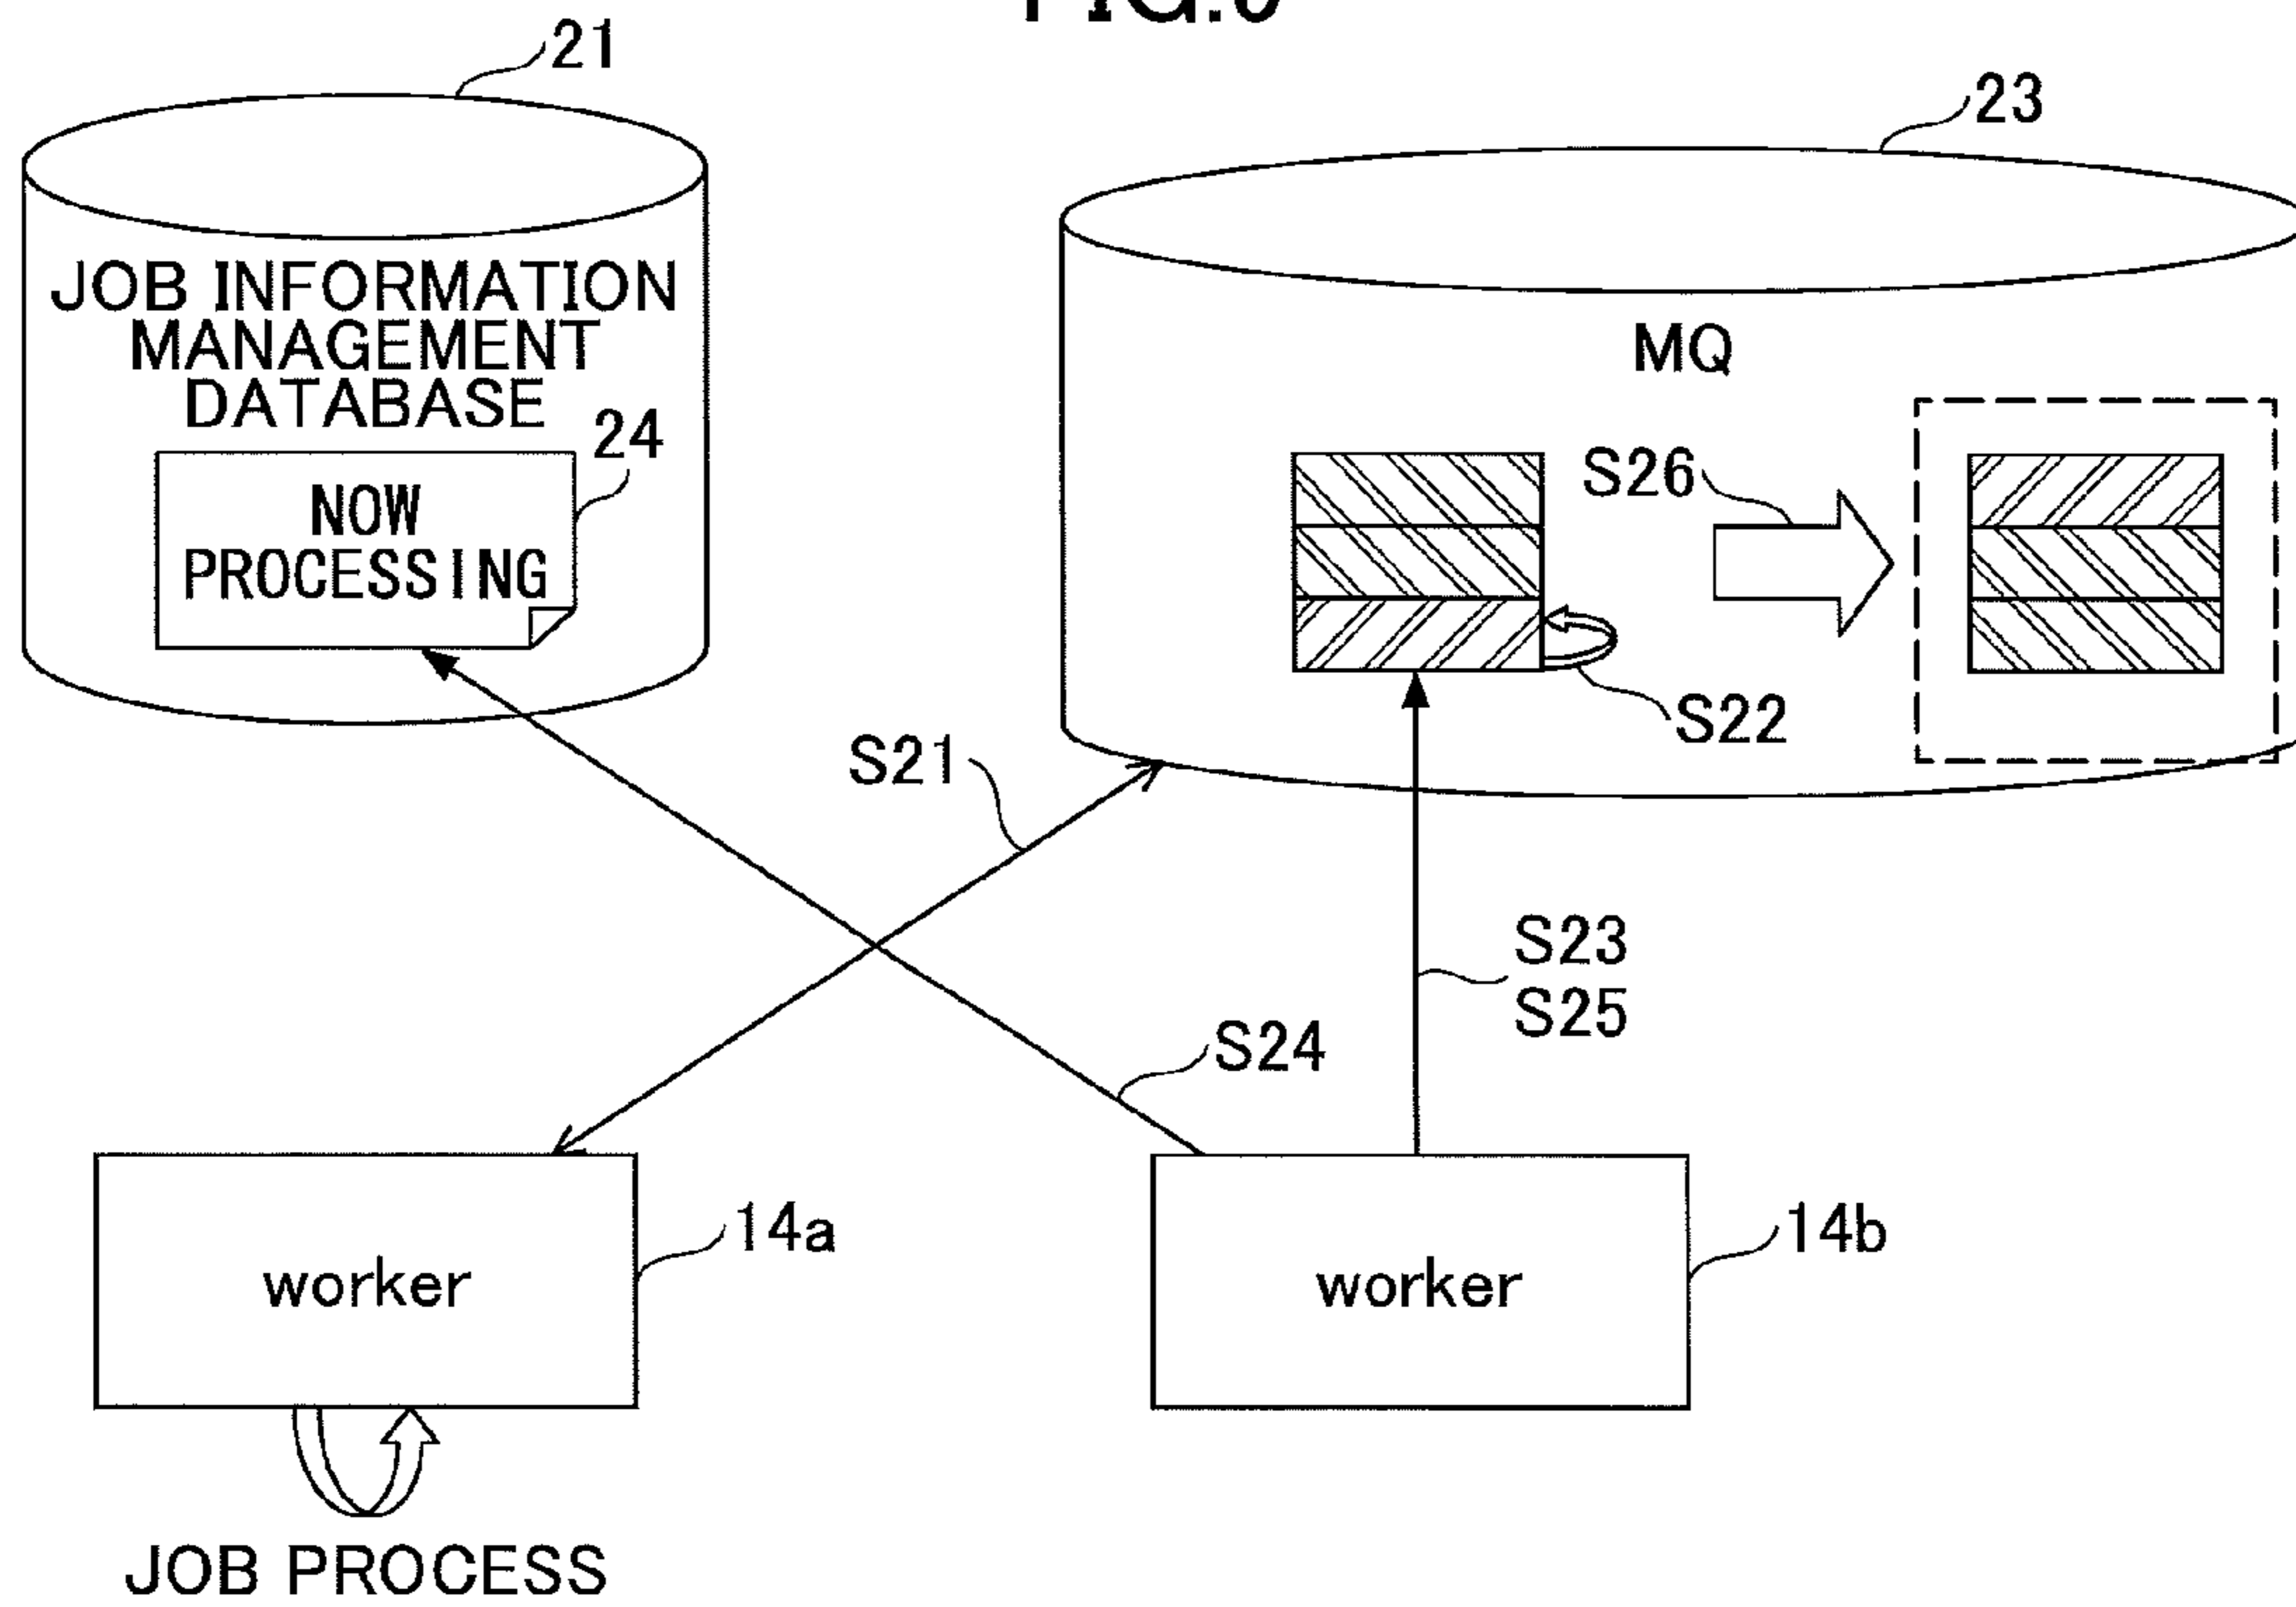 21
23
JOB INFORMATION
MANAGEMENT
DATABASE
24
NOW
PROCESSING
MQ
S26
S22
S21
S23
S25
S24
worker
14a
worker
14b
JOB PROCESS